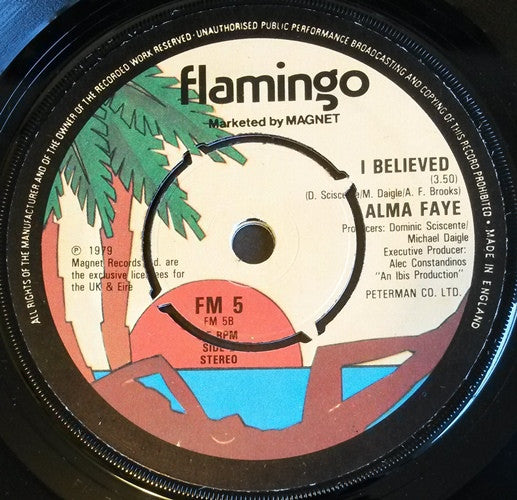 ALL RIGHTS OF THE MANUFACTURER AND OF THE OWNER OF THE RECORDED WORK RESERVED · UNAUTHORISED PUBLIC PERFORMANCE BROADCASTING AND COPYING OF THIS RECORD PROHIBITED · MADE IN ENGLAND
flamingo
Marketed by MAGNET
I BELIEVED
(3.50)
(D. Sciscente/M. Daigle/A. F. Brooks)
ALMA FAYE
Producers: Dominic Sciscente/
Michael Daigle
Executive Producer:
Alec Constandinos
"An Ibis Production"
PETERMAN CO. LTD.
℗ 1979
Magnet Records Ltd. are
the exclusive for
the UK & Eire
FM 5
FM 5B
RPM
SIDE
STEREO